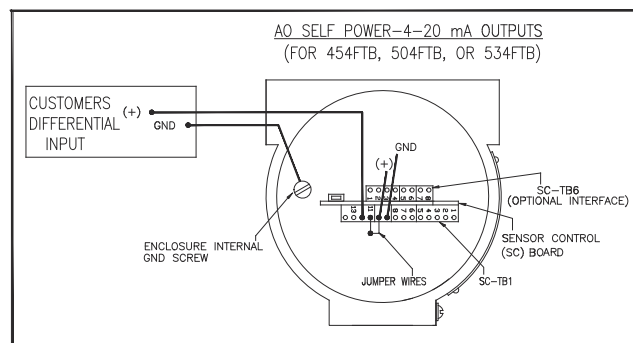 AO SELF POWER-4-20 mA OUTPUTS
(FOR 454FTB, 504FTB, OR 534FTB)
CUSTOMERS
DIFFERENTIAL
INPUT
(+)
GND
GND
(+)
SC-TB6
(OPTIONAL INTERFACE)
SENSOR CONTROL
(SC) BOARD
SC-TB1
ENCLOSURE INTERNAL
GND SCREW
JUMPER WIRES